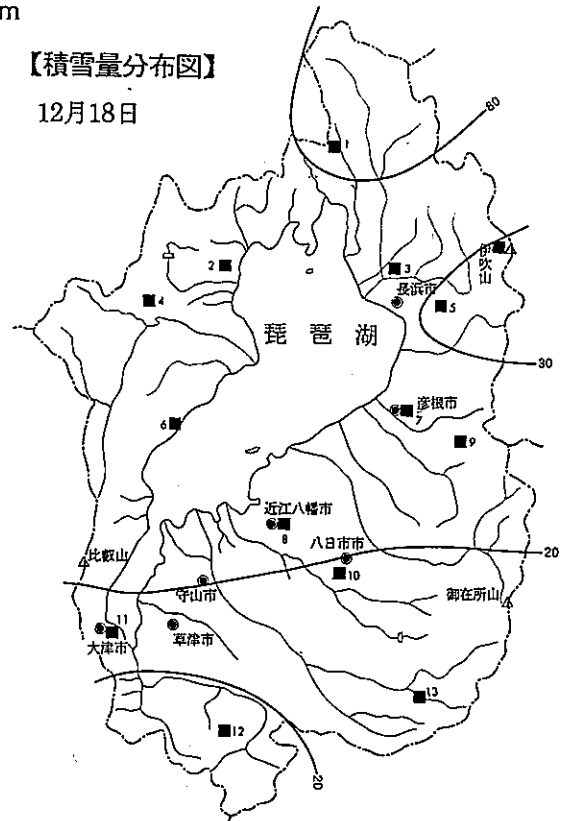 m
【積雪量分布図】
12月18日
80
1
2
3
伊吹山
4
長浜市
5
琵琶湖
30
彦根市
7
6
9
近江八幡市
8
八日市市
20
比叡山
10
守山市
御在所山
11
大津市
草津市
13
12
20